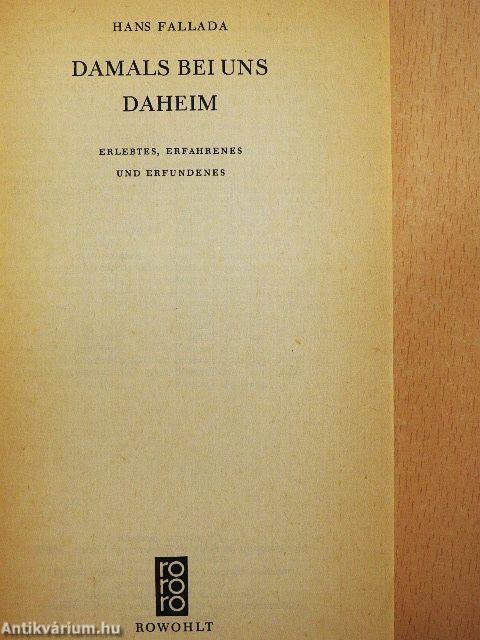 HANS FALLADA
DAMALS BEI UNS
DAHEIM
ERLEBTES, ERFAHRENES
UND ERFUNDENES
ro
ro
ro
ROWOHLT
Antikvárium.hu